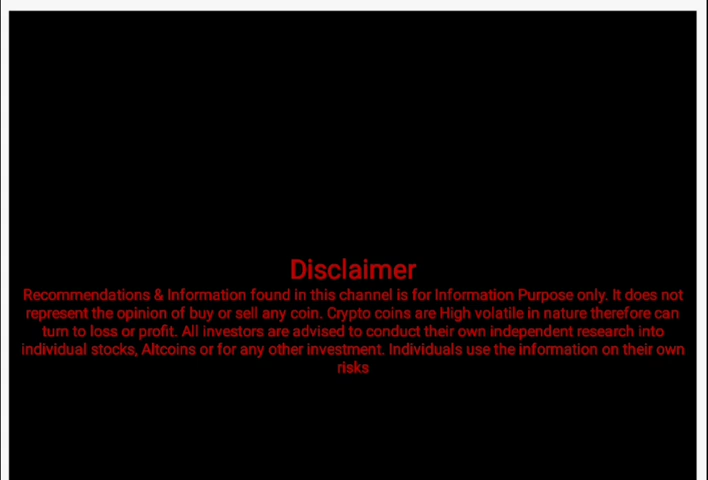 Disclaimer
Recommendations & Information found in this channel is for Information Purpose only. It does not
represent the opinion of buy or sell any coin. Crypto coins are High volatile in nature therefore can
turn to loss or profit. All investors are advised to conduct their own independent research into
individual stocks, Altcoins or for any other investment. Individuals use the information on their own
risks